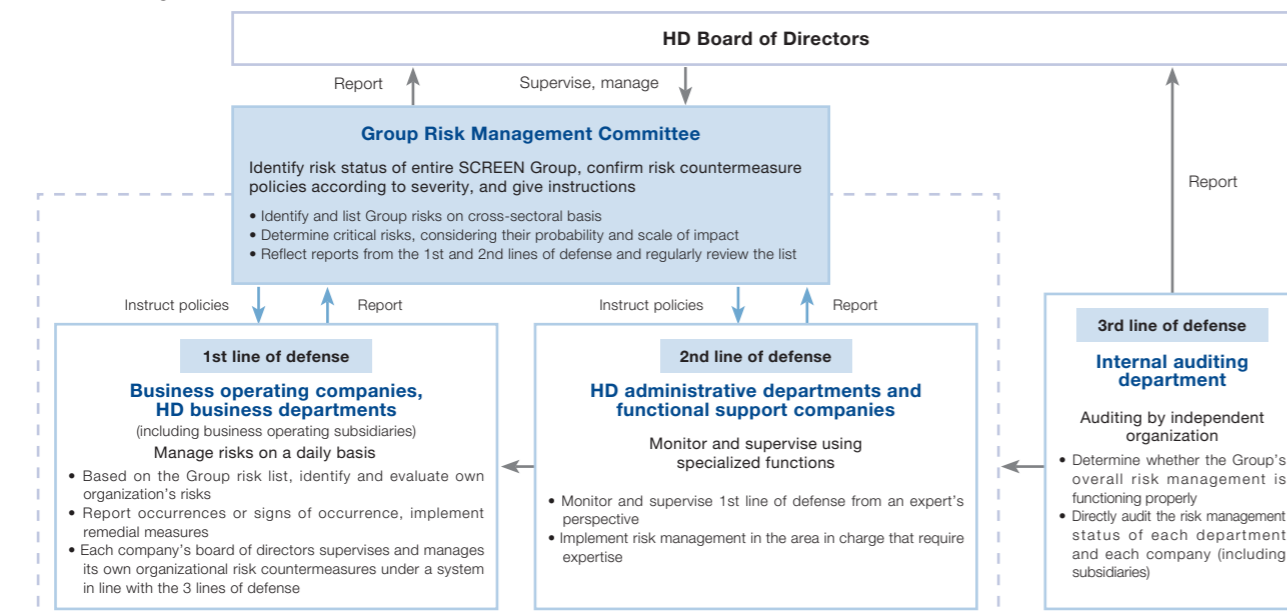 HD Board of Directors
Report
Supervise, manage
Group Risk Management Committee
Identify risk status of entire SCREEN Group, confirm risk countermeasure
policies according to severity, and give instructions
• Identify and list Group risks on cross-sectoral basis
• Determine critical risks, considering their probability and scale of impact
• Reflect reports from the 1st and 2nd lines of defense and regularly review the list
Report
Instruct policies
Report
Instruct policies
Report
1st line of defense
Business operating companies,
HD business departments
(including business operating subsidiaries)
Manage risks on a daily basis
• Based on the Group risk list, identify and evaluate own
organization's risks
• Report occurrences or signs of occurrence, implement
remedial measures
• Each company's board of directors supervises and manages
its own organizational risk countermeasures under a system
in line with the 3 lines of defense
2nd line of defense
HD administrative departments and
functional support companies
Monitor and supervise using
specialized functions
• Monitor and supervise 1st line of defense from an expert's
perspective
• Implement risk management in the area in charge that require
expertise
3rd line of defense
Internal auditing
department
Auditing by independent
organization
• Determine whether the Group's
overall risk management is
functioning properly
• Directly audit the risk management
status of each department
and each company (including
subsidiaries)